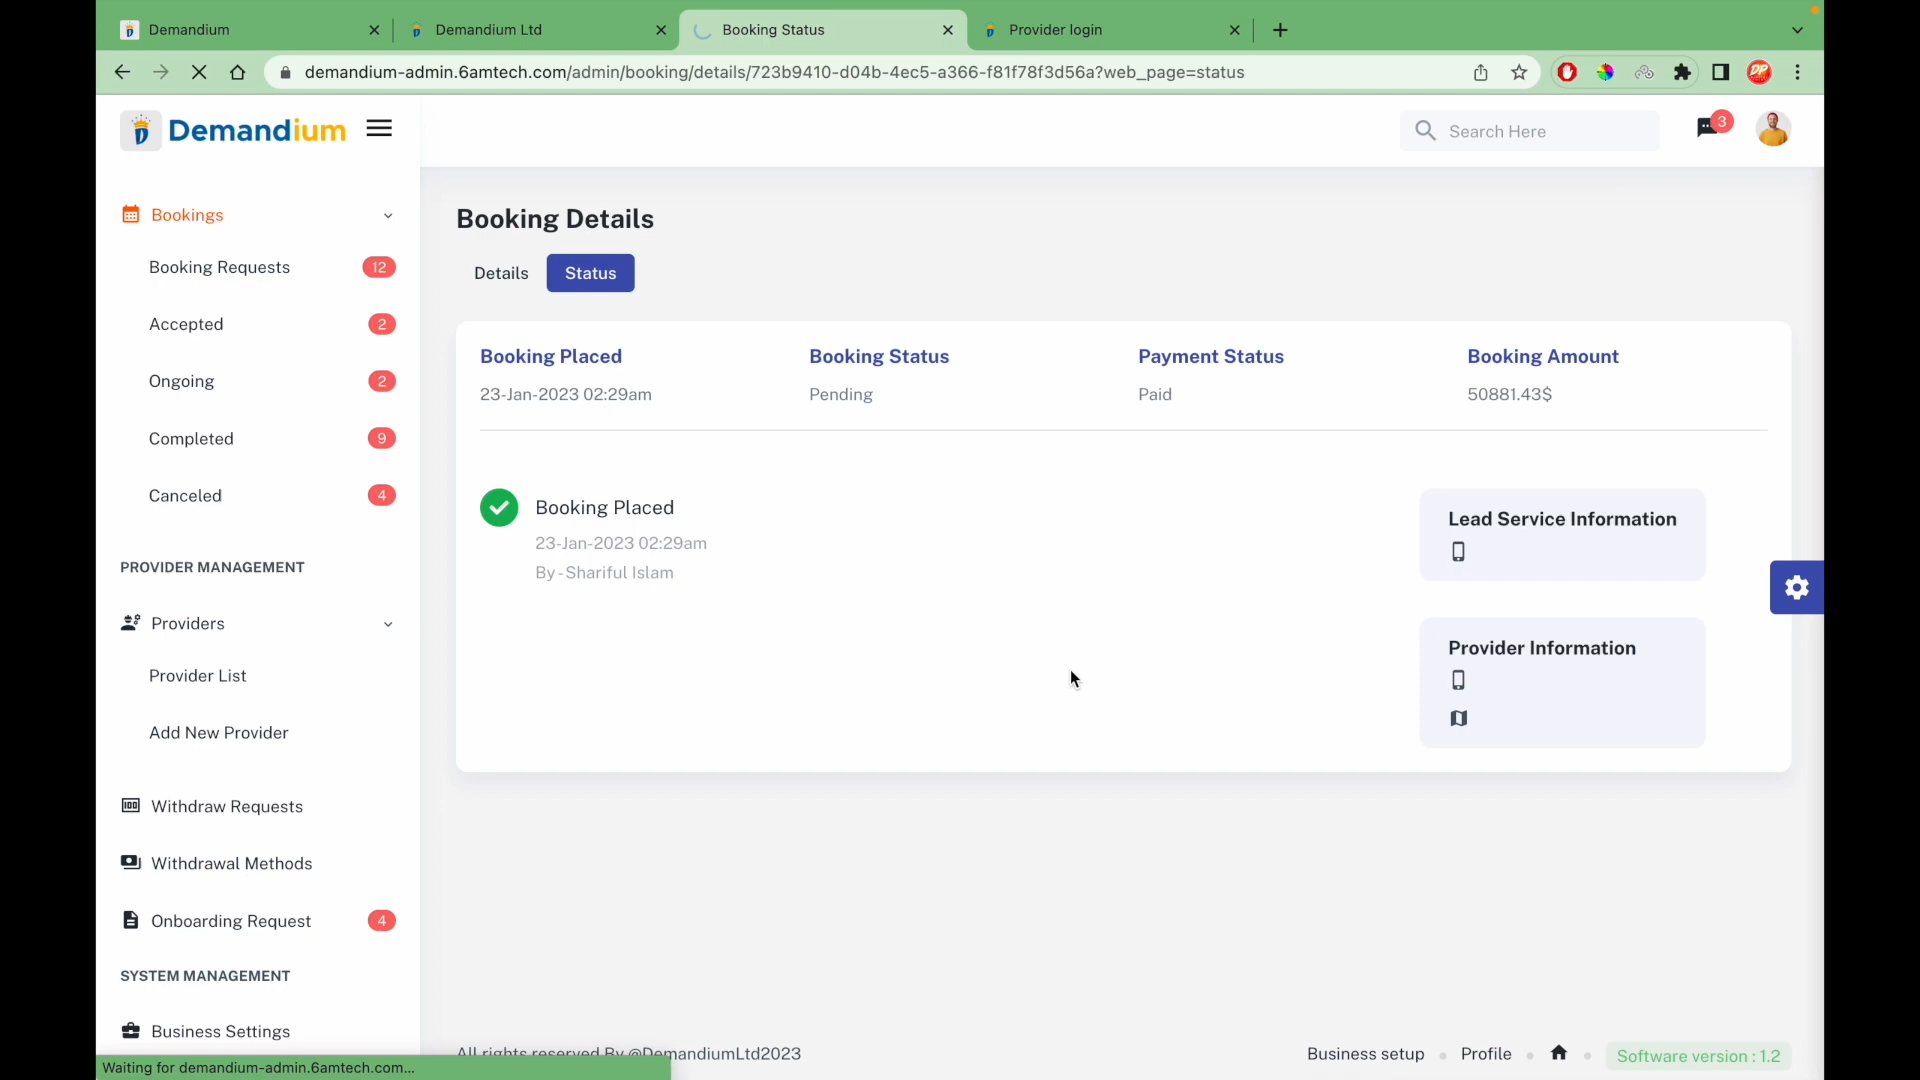 Demandium
Demandium Ltd
Booking Status
Provider login
demandium-admin.6amtech.com/admin/booking/details/723b9410-d04b-4ec5-a366-f81f78f3d56a?web_page=status
DP
Demandium
Search Here
3
Bookings
Booking Requests 12
Accepted 2
Ongoing 2
Completed 9
Canceled 4
PROVIDER MANAGEMENT
Providers
Provider List
Add New Provider
Withdraw Requests
Withdrawal Methods
Onboarding Request 4
SYSTEM MANAGEMENT
Business Settings
Booking Details
Details Status
Booking Placed Booking Status Payment Status Booking Amount
23-Jan-2023 02:29am Pending Paid 50881.43$
Booking Placed
23-Jan-2023 02:29am
By - Shariful Islam
Lead Service Information
Provider Information
All rights reserved By @DemandiumLtd2023
Business setup Profile Software version : 1.2
Waiting for demandium-admin.6amtech.com...